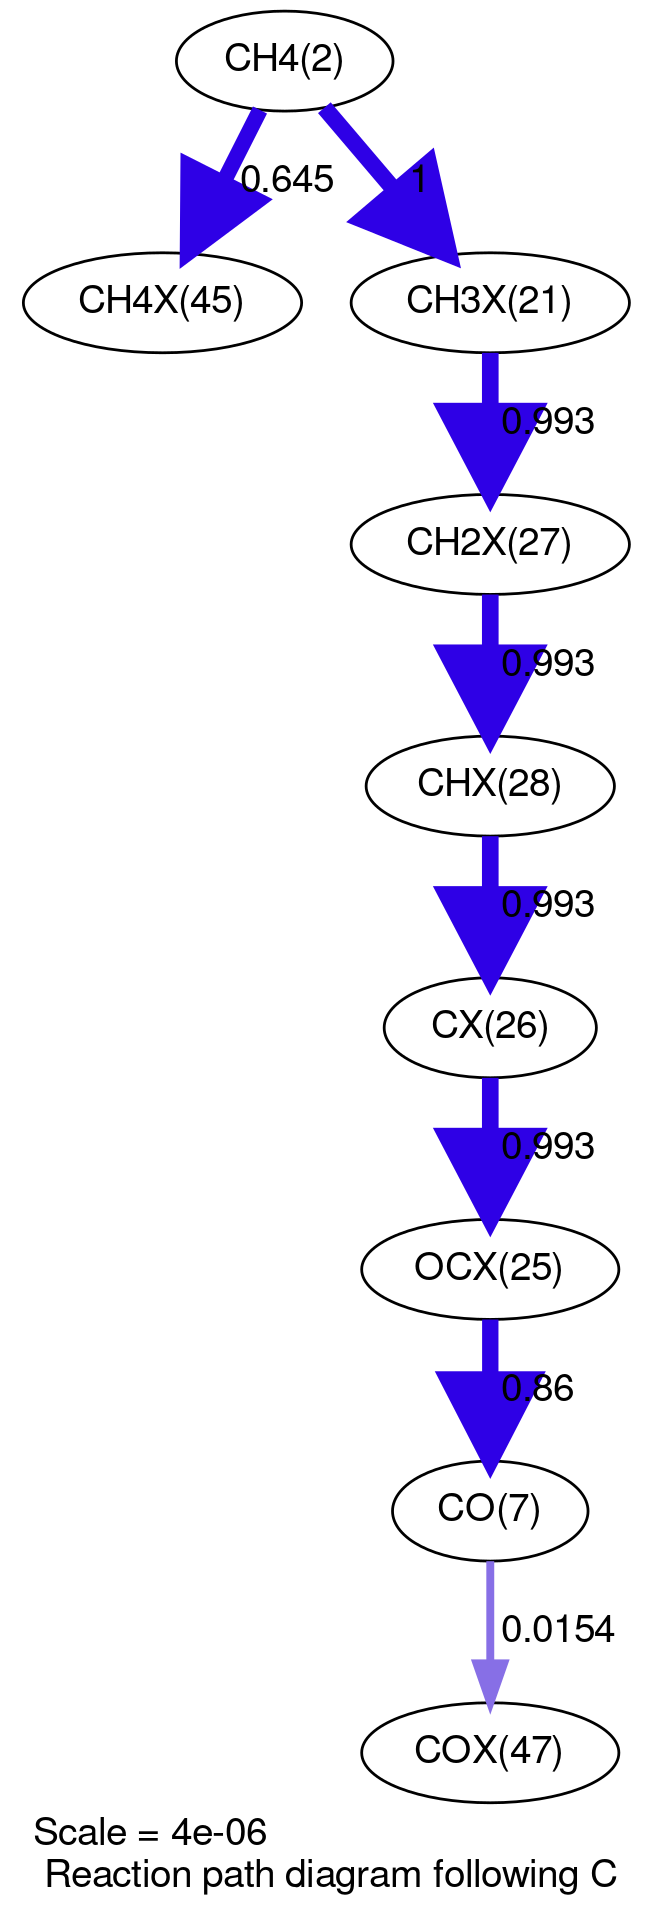 CH4(2)
0.645
1
CH4X(45)
CH3X(21)
0.993
CH2X(27)
0.993
CHX(28)
0.993
CX(26)
0.993
OCX(25)
0.86
CO(7)
0.0154
COX(47)
Scale = 4e-06
Reaction path diagram following C